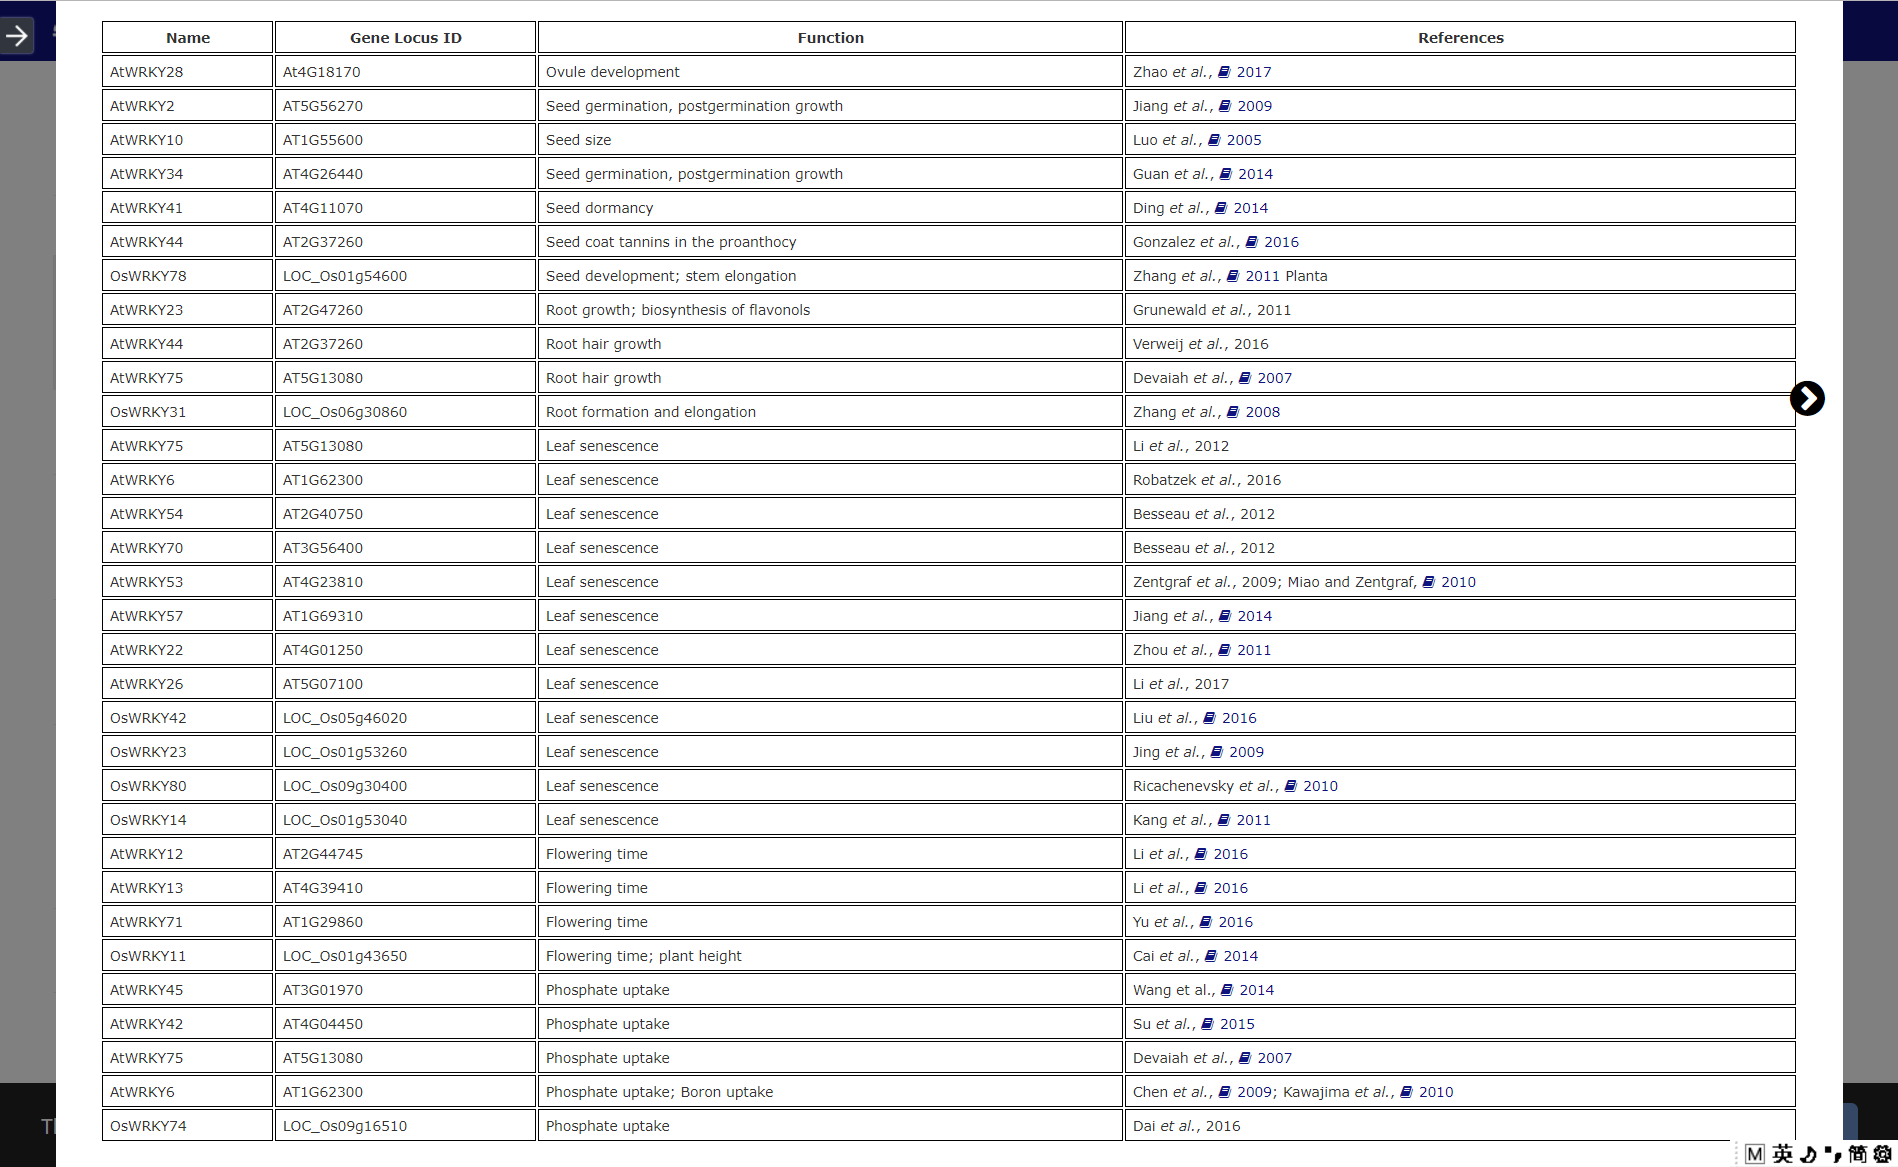 Name Gene Locus ID Function References
AtWRKY28 At4G18170 Ovule development Zhao et al., 2017
AtWRKY2 AT5G56270 Seed germination, postgermination growth Jiang et al., 2009
AtWRKY10 AT1G55600 Seed size Luo et al., 2005
AtWRKY34 AT4G26440 Seed germination, postgermination growth Guan et al., 2014
AtWRKY41 AT4G11070 Seed dormancy Ding et al., 2014
AtWRKY44 AT2G37260 Seed coat tannins in the proanthocy Gonzalez et al., 2016
OsWRKY78 LOC_Os01g54600 Seed development; stem elongation Zhang et al., 2011 Planta
AtWRKY23 AT2G47260 Root growth; biosynthesis of flavonols Grunewald et al., 2011
AtWRKY44 AT2G37260 Root hair growth Verweij et al., 2016
AtWRKY75 AT5G13080 Root hair growth Devaiah et al., 2007
OsWRKY31 LOC_Os06g30860 Root formation and elongation Zhang et al., 2008
AtWRKY75 AT5G13080 Leaf senescence Li et al., 2012
AtWRKY6 AT1G62300 Leaf senescence Robatzek et al., 2016
AtWRKY54 AT2G40750 Leaf senescence Besseau et al., 2012
AtWRKY70 AT3G56400 Leaf senescence Besseau et al., 2012
AtWRKY53 AT4G23810 Leaf senescence Zentgraf et al., 2009; Miao and Zentgraf, 2010
AtWRKY57 AT1G69310 Leaf senescence Jiang et al., 2014
AtWRKY22 AT4G01250 Leaf senescence Zhou et al., 2011
AtWRKY26 AT5G07100 Leaf senescence Li et al., 2017
OsWRKY42 LOC_Os05g46020 Leaf senescence Liu et al., 2016
OsWRKY23 LOC_Os01g53260 Leaf senescence Jing et al., 2009
OsWRKY80 LOC_Os09g30400 Leaf senescence Ricachenevsky et al., 2010
OsWRKY14 LOC_Os01g53040 Leaf senescence Kang et al., 2011
AtWRKY12 AT2G44745 Flowering time Li et al., 2016
AtWRKY13 AT4G39410 Flowering time Li et al., 2016
AtWRKY71 AT1G29860 Flowering time Yu et al., 2016
OsWRKY11 LOC_Os01g43650 Flowering time; plant height Cai et al., 2014
AtWRKY45 AT3G01970 Phosphate uptake Wang et al., 2014
AtWRKY42 AT4G04450 Phosphate uptake Su et al., 2015
AtWRKY75 AT5G13080 Phosphate uptake Devaiah et al., 2007
AtWRKY6 AT1G62300 Phosphate uptake; Boron uptake Chen et al., 2009; Kawajima et al., 2010
OsWRKY74 LOC_Os09g16510 Phosphate uptake Dai et al., 2016
M 英 简